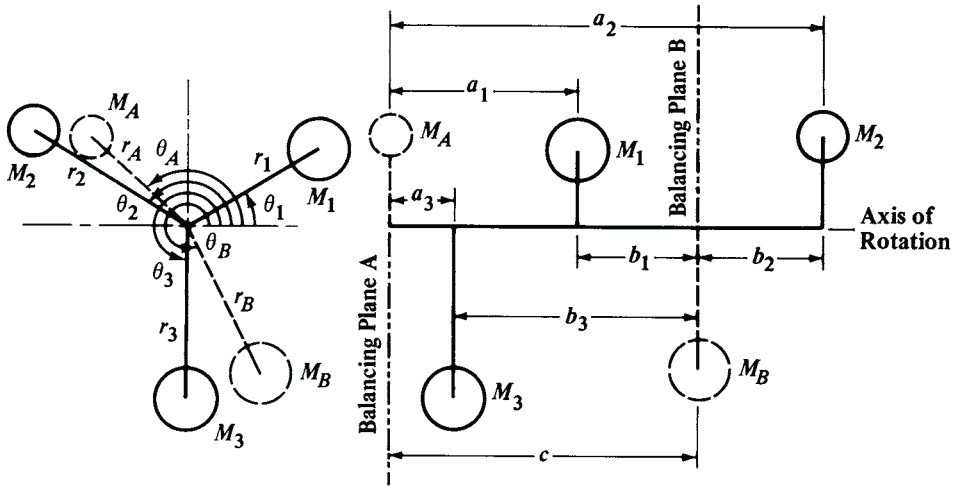 M_A
r_A
θ_A
r_1
M_2
r_2
M_1
θ_2
θ_1
θ_B
θ_3
r_B
r_3
M_B
M_3
a_2
a_1
Balancing Plane B
M_A
M_1
M_2
a_3
Axis of
Rotation
b_1
b_2
Balancing Plane A
b_3
M_3
M_B
c